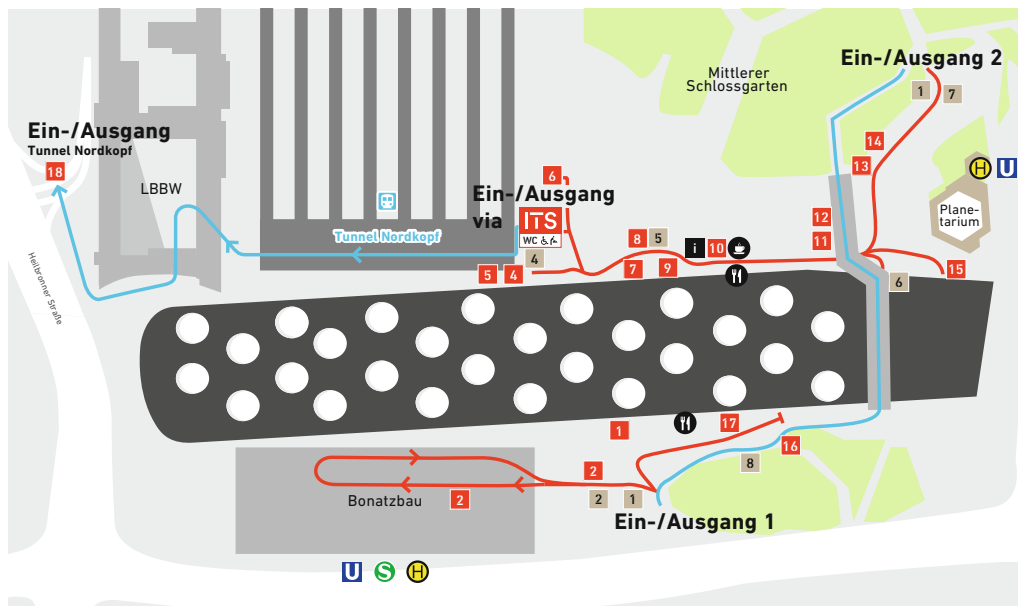 Ein-/Ausgang 2
Mittlerer
Schlossgarten
1
7
14
13
H U
Plane-
tarium
Ein-/Ausgang
Tunnel Nordkopf
18
LBBW
6
Ein-/Ausgang
via
ITS
WC
4
Tunnel Nordkopf
12
11
8
5
i
10
7
9
5
4
6
15
Heilbronner Straße
1
17
16
8
2
2
1
2
Bonatzbau
Ein-/Ausgang 1
U S H